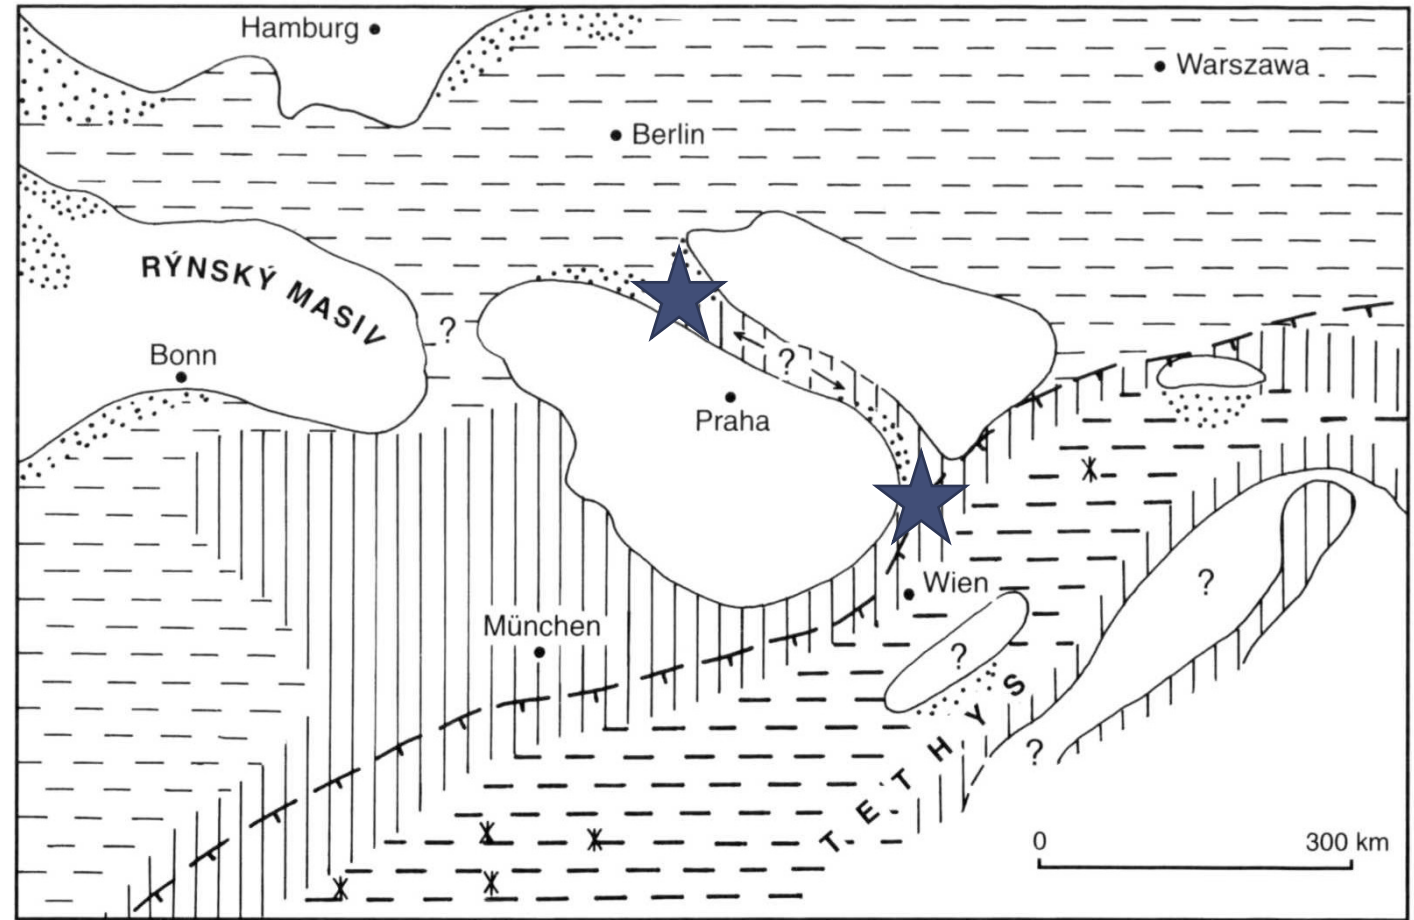 Hamburg
Warszawa
Berlin
RÝNSKÝ MASIV
?
Bonn
?
Praha
?
Wien
München
?
TETHYS
?
0 300 km